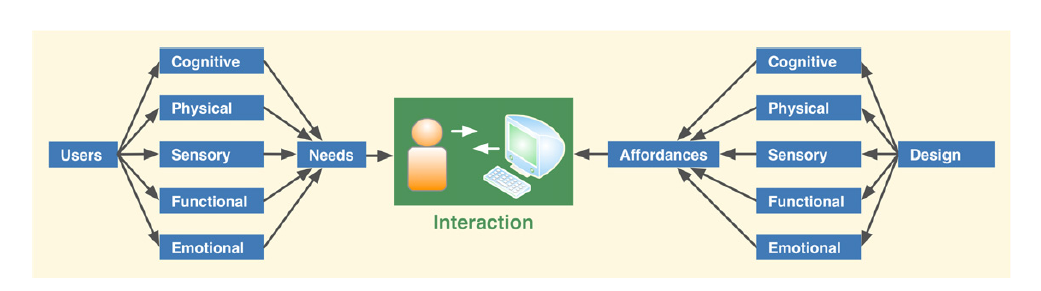 Users
Cognitive
Physical
Sensory
Functional
Emotional
Needs
Interaction
Affordances
Cognitive
Physical
Sensory
Functional
Emotional
Design